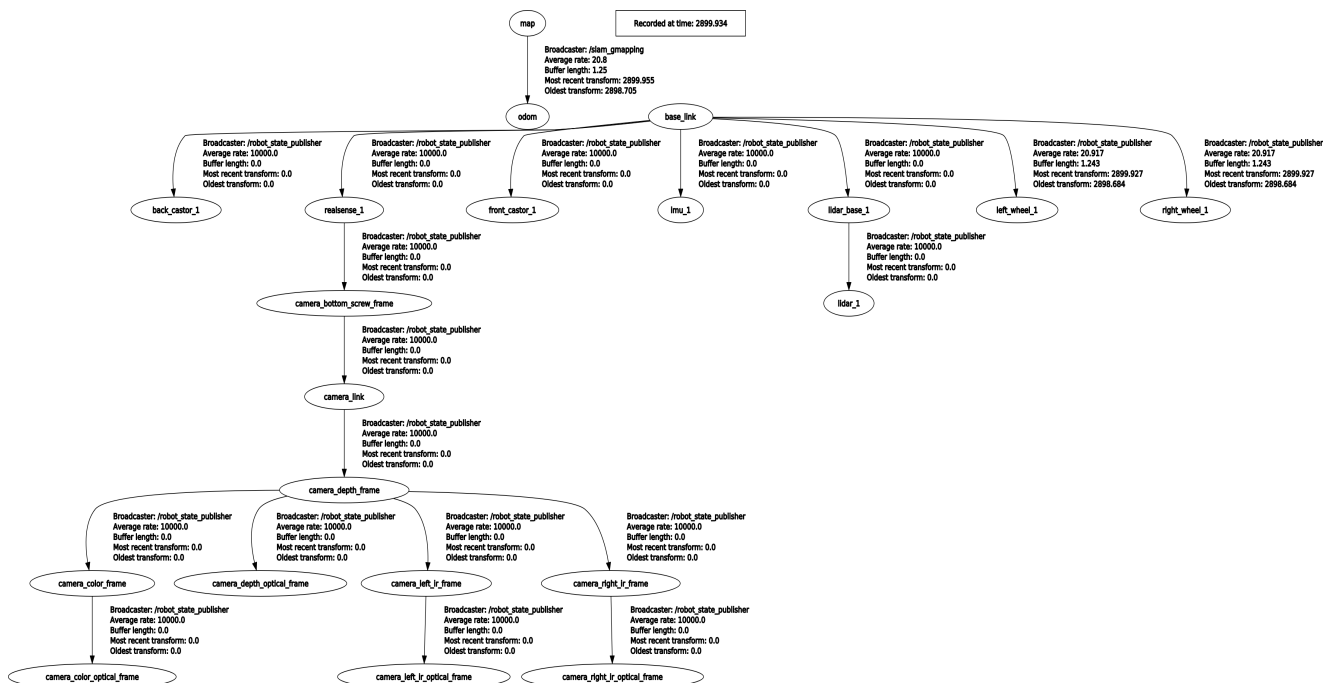 map
Recorded at time: 2899.934
Broadcaster: /slam_gmapping
Average rate: 20.8
Buffer length: 1.25
Most recent transform: 2899.955
Oldest transform: 2898.705
odom
base_link
Broadcaster: /robot_state_publisher
Average rate: 10000.0
Buffer length: 0.0
Most recent transform: 0.0
Oldest transform: 0.0
Broadcaster: /robot_state_publisher
Average rate: 10000.0
Buffer length: 0.0
Most recent transform: 0.0
Oldest transform: 0.0
Broadcaster: /robot_state_publisher
Average rate: 10000.0
Buffer length: 0.0
Most recent transform: 0.0
Oldest transform: 0.0
Broadcaster: /robot_state_publisher
Average rate: 10000.0
Buffer length: 0.0
Most recent transform: 0.0
Oldest transform: 0.0
Broadcaster: /robot_state_publisher
Average rate: 10000.0
Buffer length: 0.0
Most recent transform: 0.0
Oldest transform: 0.0
Broadcaster: /robot_state_publisher
Average rate: 20.917
Buffer length: 1.243
Most recent transform: 2899.927
Oldest transform: 2898.684
Broadcaster: /robot_state_publisher
Average rate: 20.917
Buffer length: 1.243
Most recent transform: 2899.927
Oldest transform: 2898.684
back_castor_1
realsense_1
front_castor_1
imu_1
lidar_base_1
left_wheel_1
right_wheel_1
Broadcaster: /robot_state_publisher
Average rate: 10000.0
Buffer length: 0.0
Most recent transform: 0.0
Oldest transform: 0.0
Broadcaster: /robot_state_publisher
Average rate: 10000.0
Buffer length: 0.0
Most recent transform: 0.0
Oldest transform: 0.0
camera_bottom_screw_frame
lidar_1
Broadcaster: /robot_state_publisher
Average rate: 10000.0
Buffer length: 0.0
Most recent transform: 0.0
Oldest transform: 0.0
camera_link
Broadcaster: /robot_state_publisher
Average rate: 10000.0
Buffer length: 0.0
Most recent transform: 0.0
Oldest transform: 0.0
camera_depth_frame
Broadcaster: /robot_state_publisher
Average rate: 10000.0
Buffer length: 0.0
Most recent transform: 0.0
Oldest transform: 0.0
Broadcaster: /robot_state_publisher
Average rate: 10000.0
Buffer length: 0.0
Most recent transform: 0.0
Oldest transform: 0.0
Broadcaster: /robot_state_publisher
Average rate: 10000.0
Buffer length: 0.0
Most recent transform: 0.0
Oldest transform: 0.0
Broadcaster: /robot_state_publisher
Average rate: 10000.0
Buffer length: 0.0
Most recent transform: 0.0
Oldest transform: 0.0
camera_color_frame
camera_depth_optical_frame
camera_left_ir_frame
camera_right_ir_frame
Broadcaster: /robot_state_publisher
Average rate: 10000.0
Buffer length: 0.0
Most recent transform: 0.0
Oldest transform: 0.0
Broadcaster: /robot_state_publisher
Average rate: 10000.0
Buffer length: 0.0
Most recent transform: 0.0
Oldest transform: 0.0
Broadcaster: /robot_state_publisher
Average rate: 10000.0
Buffer length: 0.0
Most recent transform: 0.0
Oldest transform: 0.0
camera_color_optical_frame
camera_left_ir_optical_frame
camera_right_ir_optical_frame